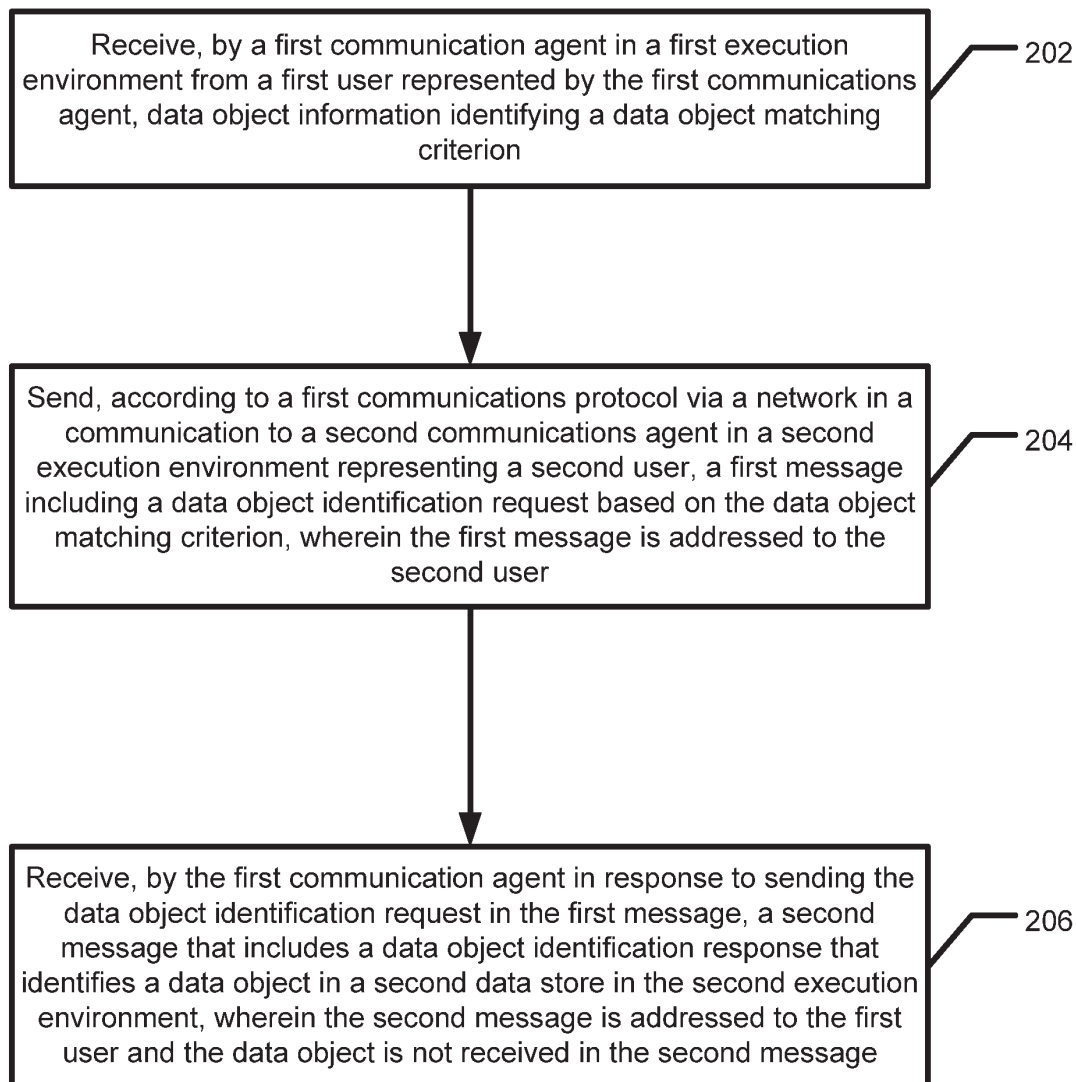 Receive, by a first communication agent in a first execution
environment from a first user represented by the first communications
agent, data object information identifying a data object matching
criterion
202
Send, according to a first communications protocol via a network in a
communication to a second communications agent in a second
execution environment representing a second user, a first message
including a data object identification request based on the data object
matching criterion, wherein the first message is addressed to the
second user
204
Receive, by the first communication agent in response to sending the
data object identification request in the first message, a second
message that includes a data object identification response that
identifies a data object in a second data store in the second execution
environment, wherein the second message is addressed to the first
user and the data object is not received in the second message
206